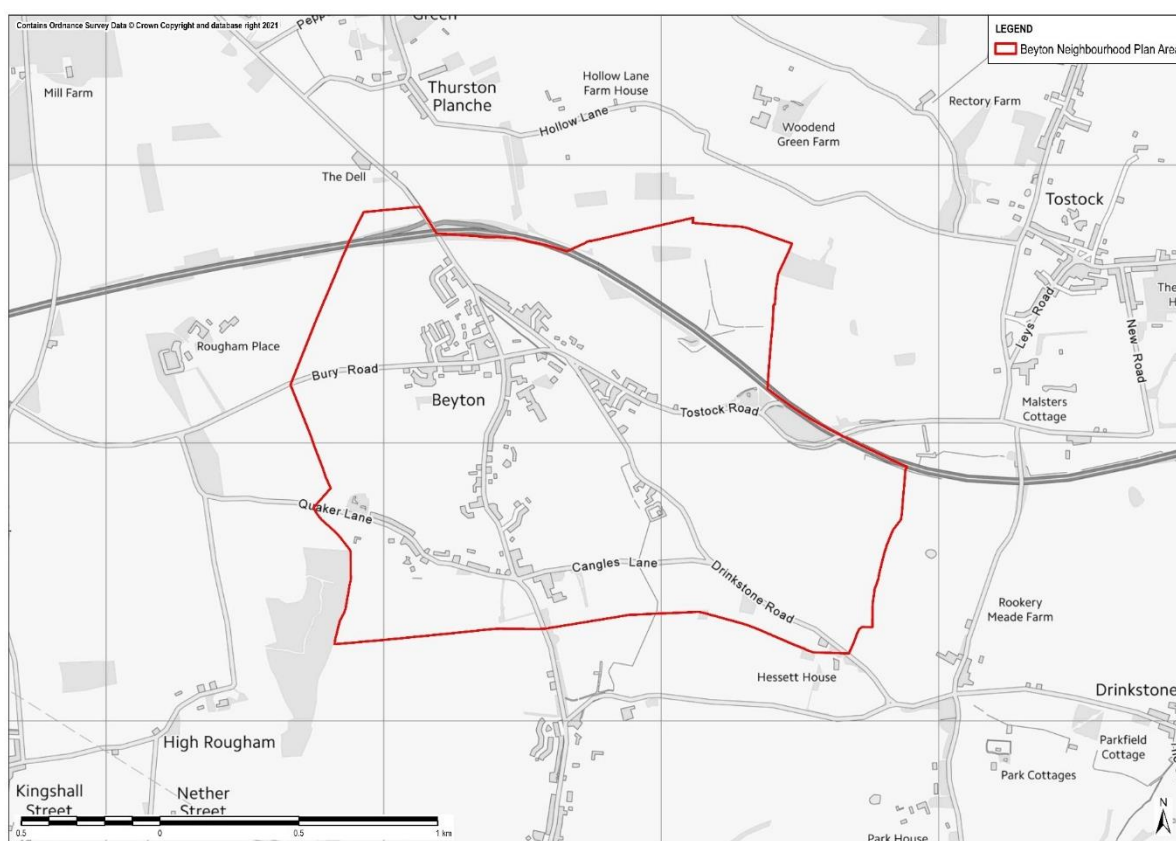 Contains Ordnance Survey Data © Crown Copyright and database right 2021
LEGEND
Beyton Neighbourhood Plan Area
Green
Mill Farm
Thurston
Planche
Hollow Lane
Farm House
Hollow Lane
Woodend
Green Farm
Rectory Farm
The Dell
Tostock
Leys Road
New Road
Rougham Place
Bury Road
Beyton
Tostock Road
Malsters
Cottage
Quaker Lane
Cangles Lane
Drinkstone Road
Rookery
Meade Farm
Hessett House
Drinkstone
High Rougham
Parkfield
Cottage
Park Cottages
Kingshall
Street
Nether
Street
Park House
0.5
0
0.5
1 km
N